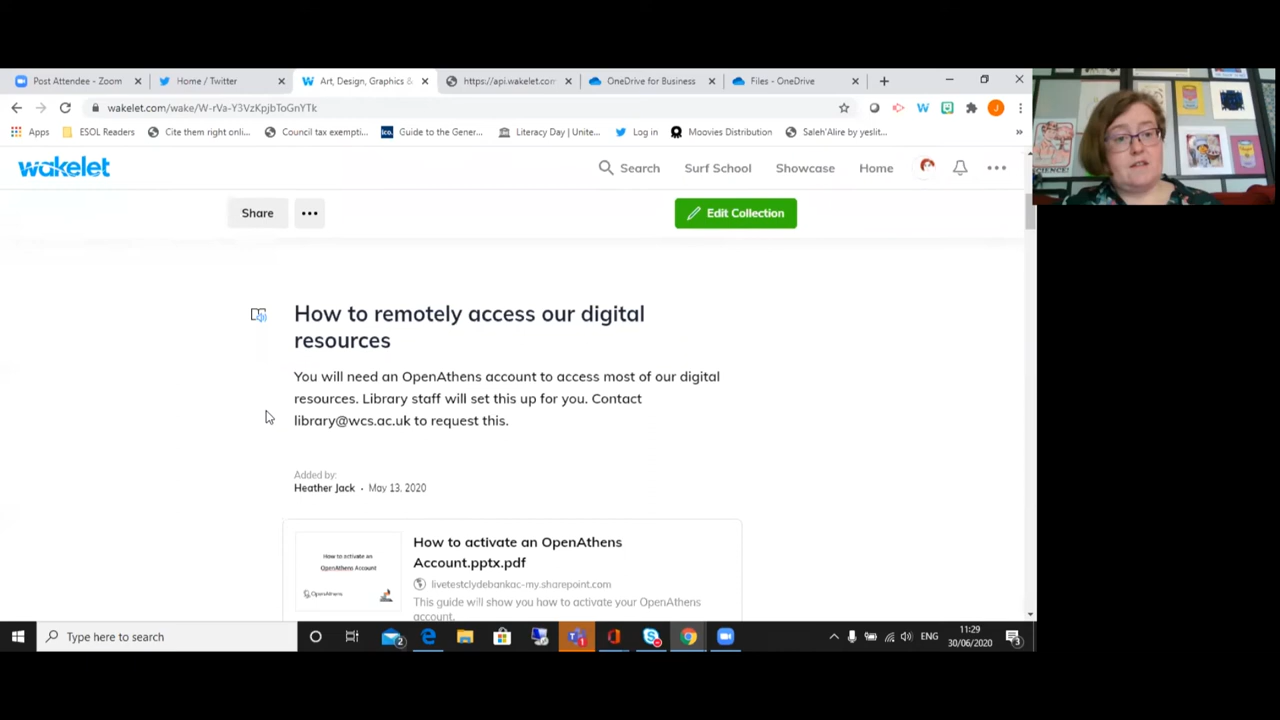 Post Attendee - Zoom
Home / Twitter
Art, Design, Graphics &
https://api.wakelet.com
OneDrive for Business
Files - OneDrive
wakelet.com/wake/W-rVa-Y3VzKpjbToGnYTk
J
Apps
ESOL Readers
Cite them right onli...
Council tax exempti...
ico.
Guide to the Gener...
Literacy Day | Unite...
Log in
Moovies Distribution
Saleh'Alire by yeslit...
wakelet
Search
Surf School
Showcase
Home
Share
Edit Collection
How to remotely access our digital
resources
You will need an OpenAthens account to access most of our digital
resources. Library staff will set this up for you. Contact
library@wcs.ac.uk to request this.
Added by:
Heather Jack · May 13, 2020
How to activate an
OpenAthens Account
OpenAthens
How to activate an OpenAthens
Account.pptx.pdf
livetestclydebankac-my.sharepoint.com
This guide will show you how to activate your OpenAthens
account.
Type here to search
2
1
ENG
11:29
30/06/2020
3
SCIENCE!